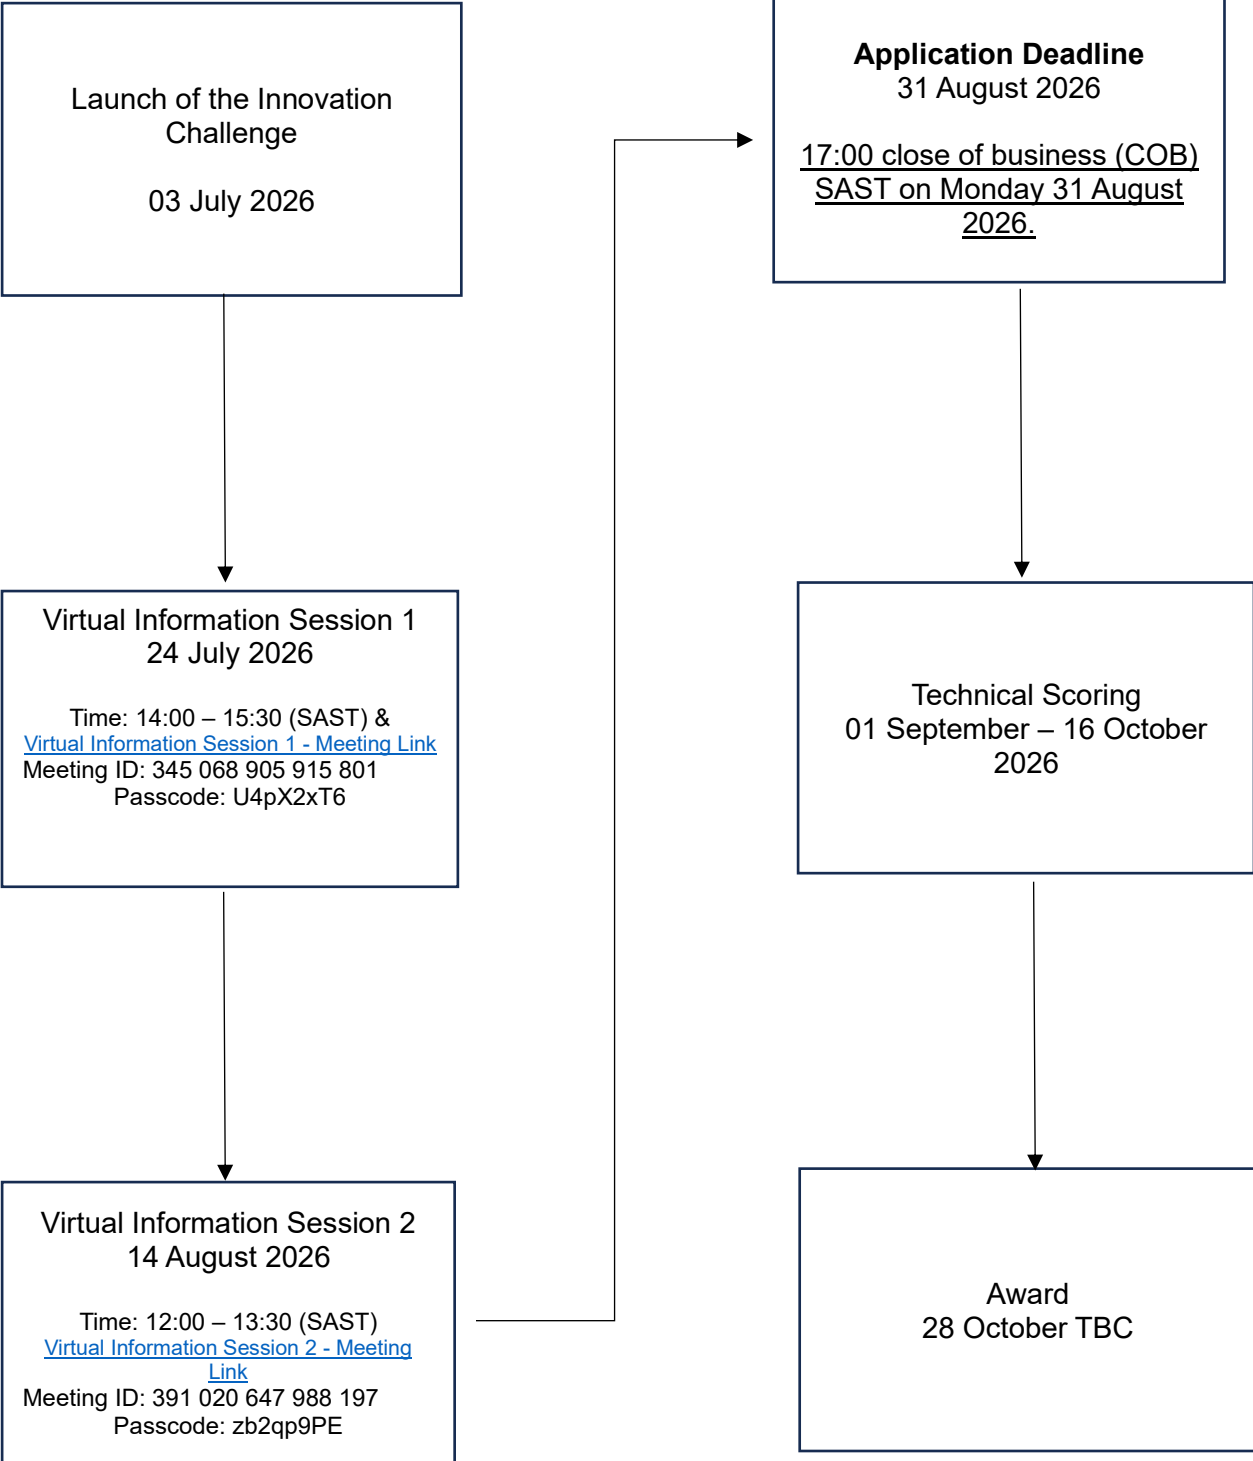 Launch of the Innovation
Challenge
03 July 2026
Virtual Information Session 1
24 July 2026
Time: 14:00 – 15:30 (SAST) &
Virtual Information Session 1 - Meeting Link
Meeting ID: 345 068 905 915 801
Passcode: U4pX2xT6
Virtual Information Session 2
14 August 2026
Time: 12:00 – 13:30 (SAST)
Virtual Information Session 2 - Meeting
Link
Meeting ID: 391 020 647 988 197
Passcode: zb2qp9PE
Application Deadline
31 August 2026
17:00 close of business (COB)
SAST on Monday 31 August
2026.
Technical Scoring
01 September – 16 October
2026
Award
28 October TBC